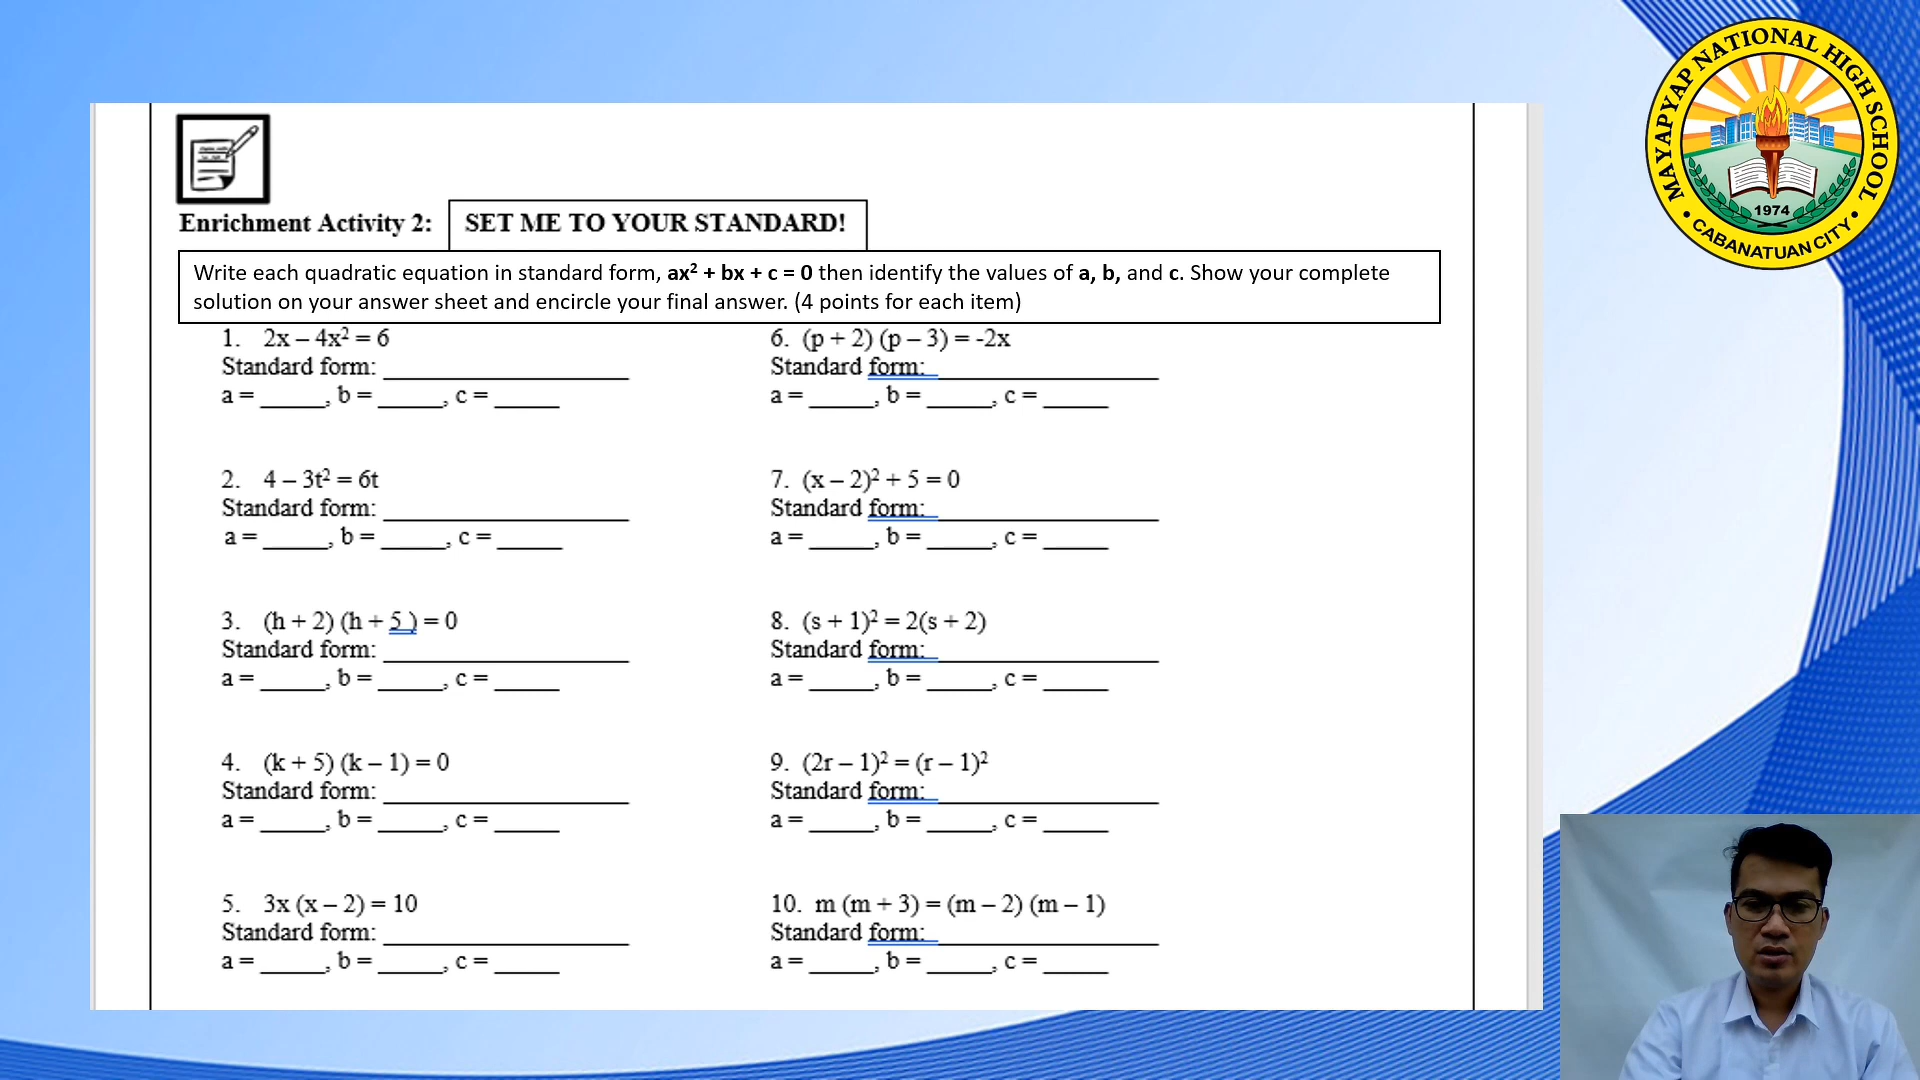 MAYAPYAP NATIONAL HIGH SCHOOL
1974
• CABANATUAN CITY •
Enrichment Activity 2: SET ME TO YOUR STANDARD!
Write each quadratic equation in standard form, ax² + bx + c = 0 then identify the values of a, b, and c. Show your complete
solution on your answer sheet and encircle your final answer. (4 points for each item)
1. 2x – 4x² = 6
Standard form: ____________________
a = _____, b = _____, c = _____
2. 4 – 3t² = 6t
Standard form: ____________________
a = _____, b = _____, c = _____
3. (h + 2) (h + 5 ) = 0
Standard form: ____________________
a = _____, b = _____, c = _____
4. (k + 5) (k – 1) = 0
Standard form: ____________________
a = _____, b = _____, c = _____
5. 3x (x – 2) = 10
Standard form: ____________________
a = _____, b = _____, c = _____
6. (p + 2) (p – 3) = -2x
Standard form: ____________________
a = _____, b = _____, c = _____
7. (x – 2)² + 5 = 0
Standard form: ____________________
a = _____, b = _____, c = _____
8. (s + 1)² = 2(s + 2)
Standard form: ____________________
a = _____, b = _____, c = _____
9. (2r – 1)² = (r – 1)²
Standard form: ____________________
a = _____, b = _____, c = _____
10. m (m + 3) = (m – 2) (m – 1)
Standard form: ____________________
a = _____, b = _____, c = _____